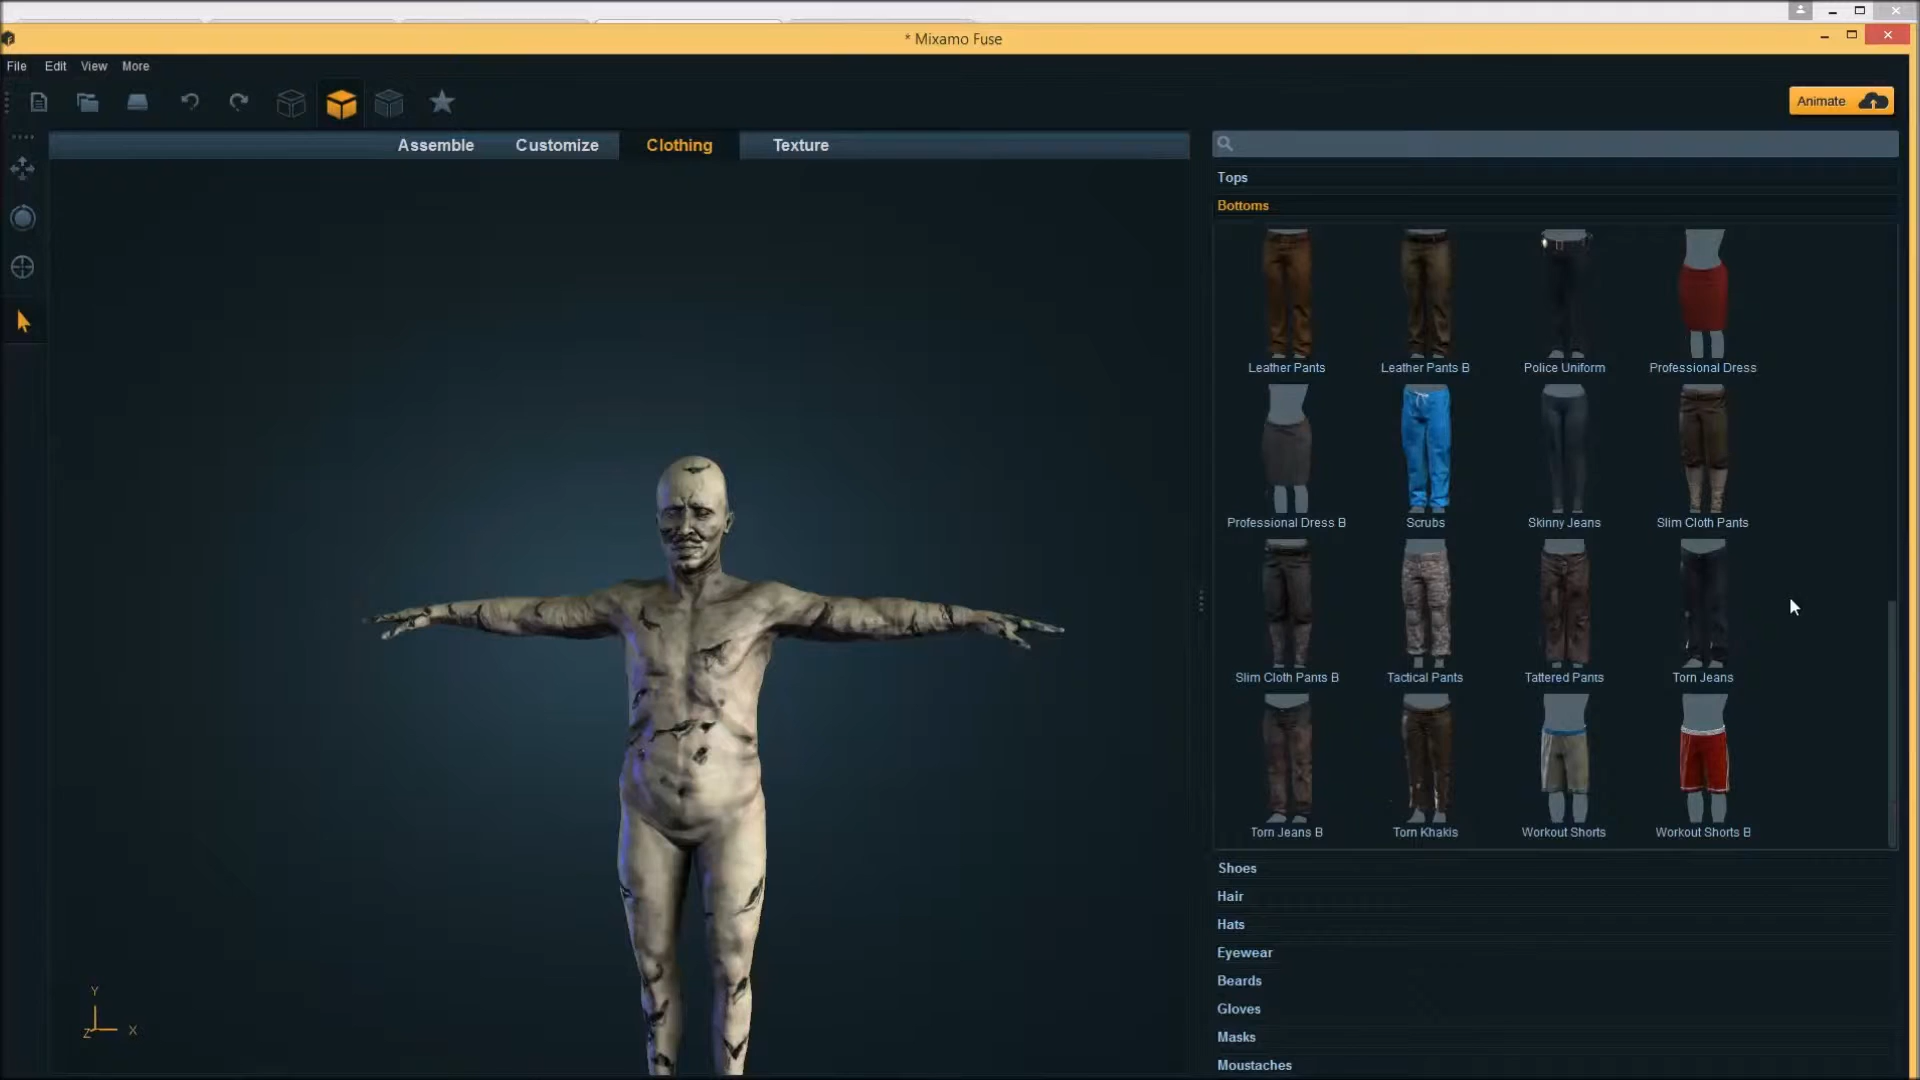 * Mixamo Fuse
File Edit View More
Animate
Assemble Customize Clothing Texture
Tops
Bottoms
Leather Pants Leather Pants B Police Uniform Professional Dress
Professional Dress B Scrubs Skinny Jeans Slim Cloth Pants
Slim Cloth Pants B Tactical Pants Tattered Pants Torn Jeans
Torn Jeans B Torn Khakis Workout Shorts Workout Shorts B
Shoes
Hair
Hats
Eyewear
Beards
Gloves
Masks
Moustaches
Y
Z X